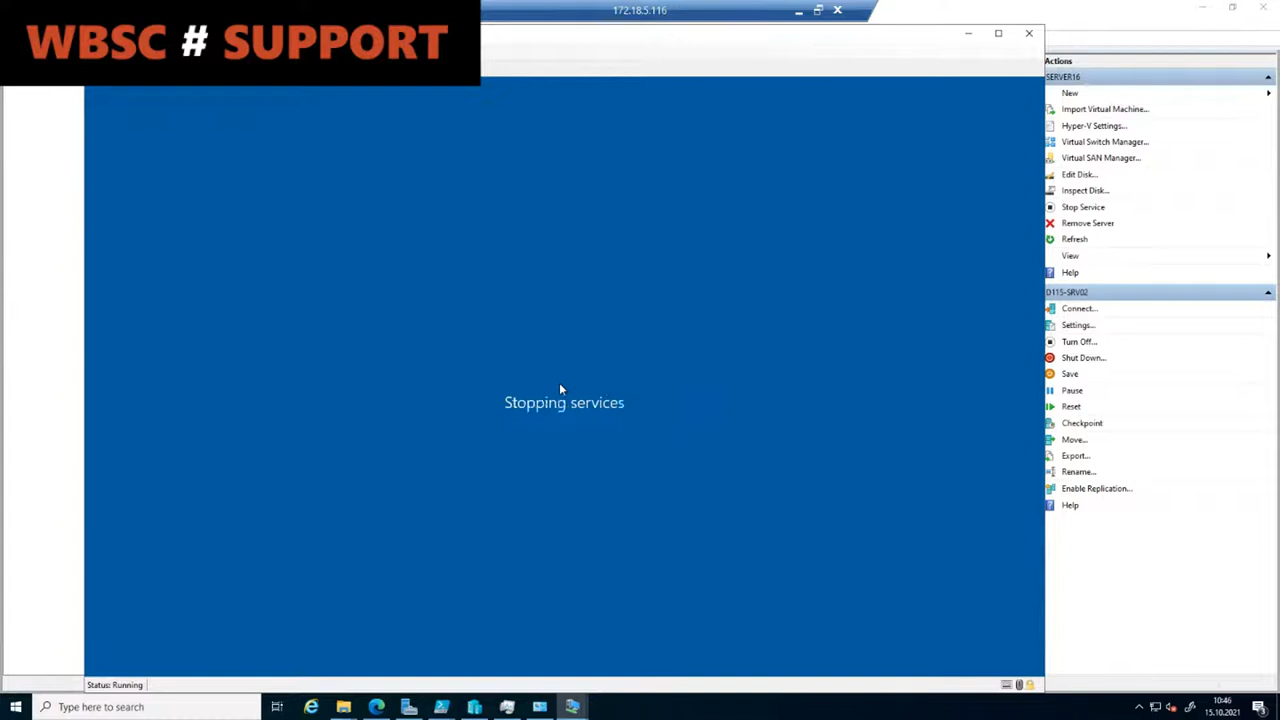 172.18.5.116
WBSC # SUPPORT
Actions
SERVER16
New
Import Virtual Machine...
Hyper-V Settings...
Virtual Switch Manager...
Virtual SAN Manager...
Edit Disk...
Inspect Disk...
Stop Service
Remove Server
Refresh
View
Help
D115-SRV02
Connect...
Settings...
Turn Off...
Shut Down...
Save
Pause
Reset
Checkpoint
Move...
Export...
Rename...
Enable Replication...
Help
Stopping services
Status: Running
Type here to search
10:46
15.10.2021
3